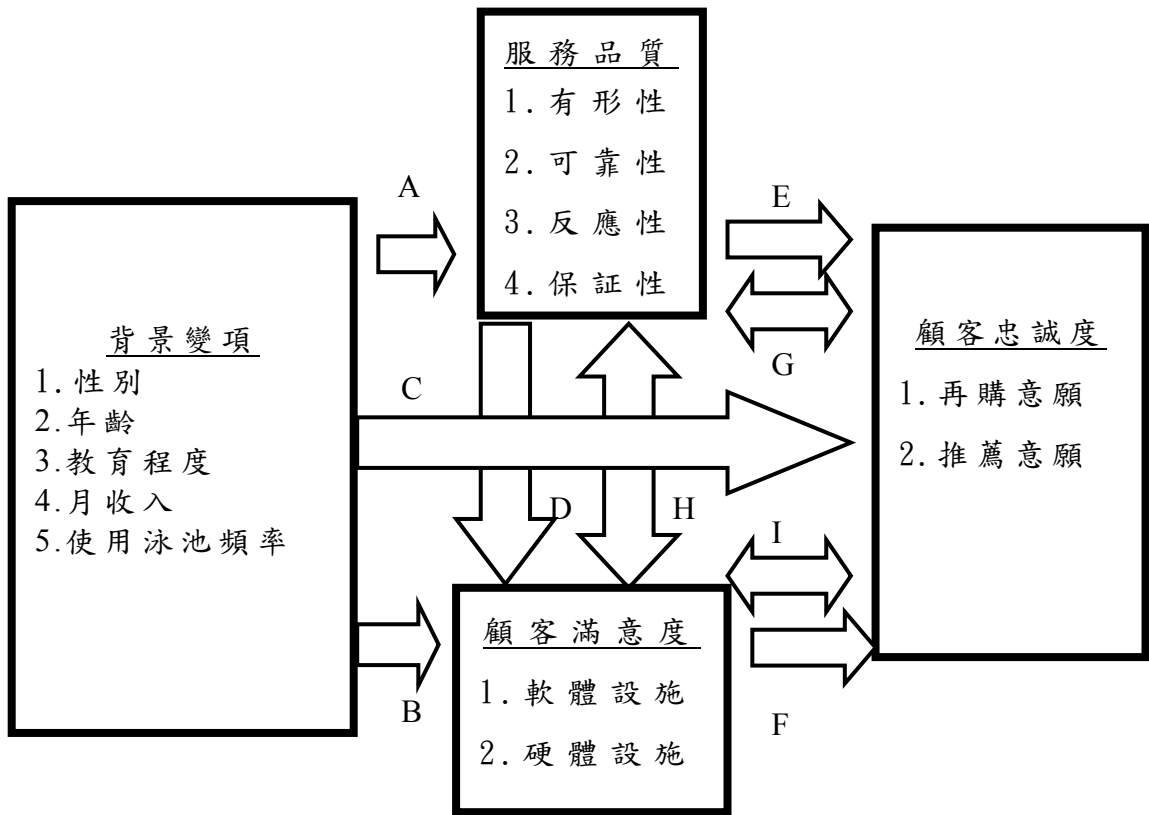 服務品質
1.有形性
2.可靠性
3.反應性
4.保証性
A
E
背景變項
1.性別
2.年齡
3.教育程度
4.月收入
5.使用泳池頻率
C
G
顧客忠誠度
1.再購意願
2.推薦意願
D
H
I
B
顧客滿意度
1.軟體設施
2.硬體設施
F